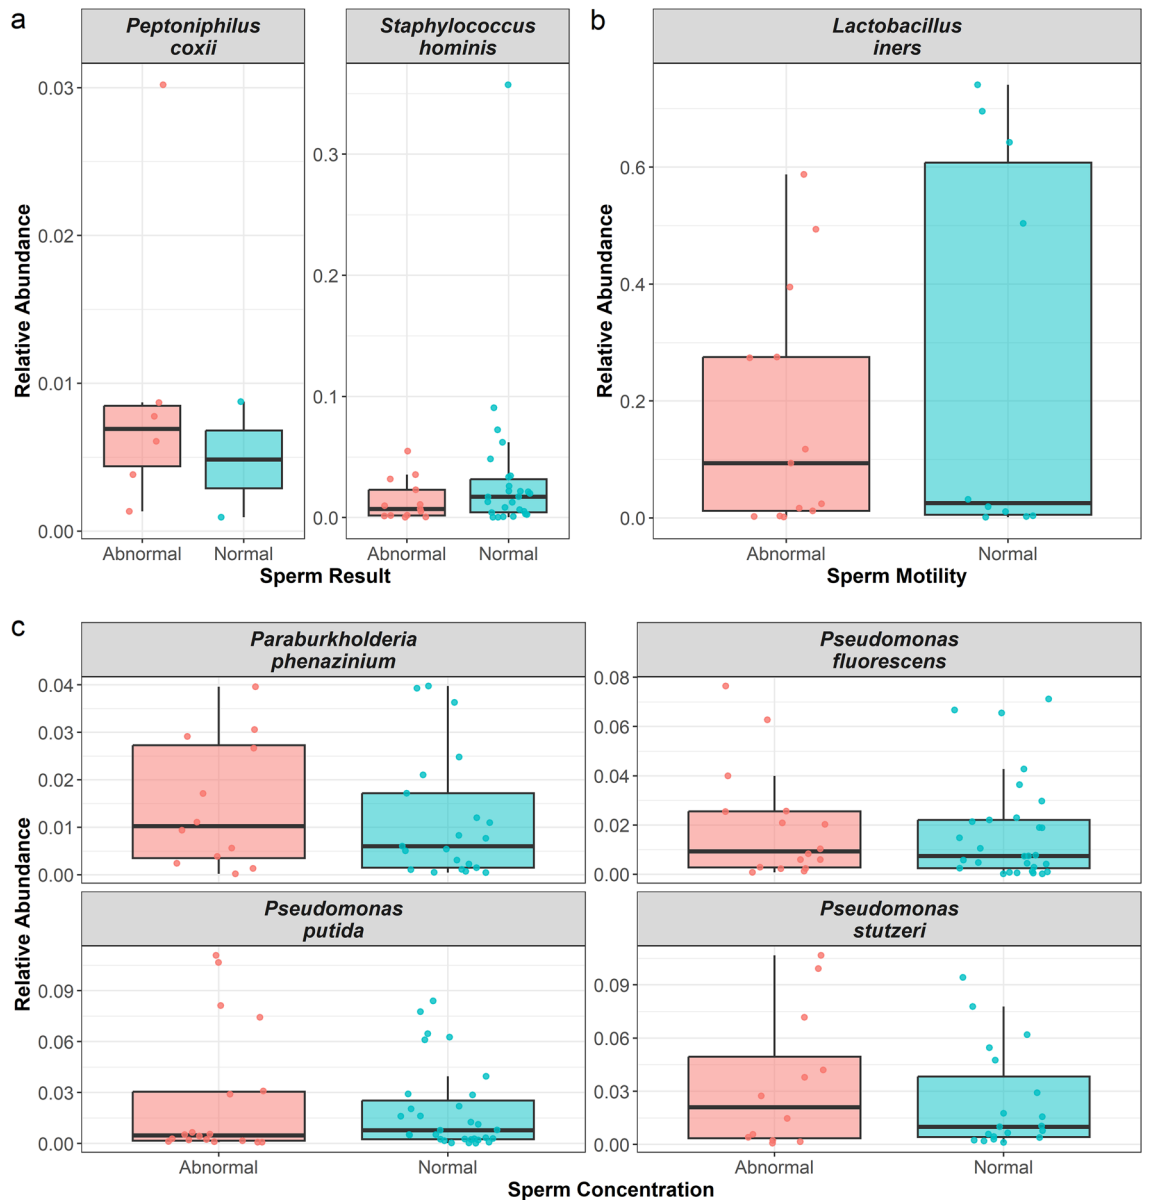 a
Peptoniphilus
coxii
Staphylococcus
hominis
Relative Abundance
0.03
0.02
0.01
0.00
0.3
0.2
0.1
0.0
Abnormal
Normal
Abnormal
Normal
Sperm Result
b
Lactobacillus
iners
Relative Abundance
0.6
0.4
0.2
0.0
Abnormal
Normal
Sperm Motility
c
Paraburkholderia
phenazinium
Pseudomonas
fluorescens
0.04
0.03
0.02
0.01
0.00
0.08
0.06
0.04
0.02
0.00
Relative Abundance
Pseudomonas
putida
Pseudomonas
stutzeri
0.09
0.06
0.03
0.00
0.09
0.06
0.03
0.00
Abnormal
Normal
Abnormal
Normal
Sperm Concentration